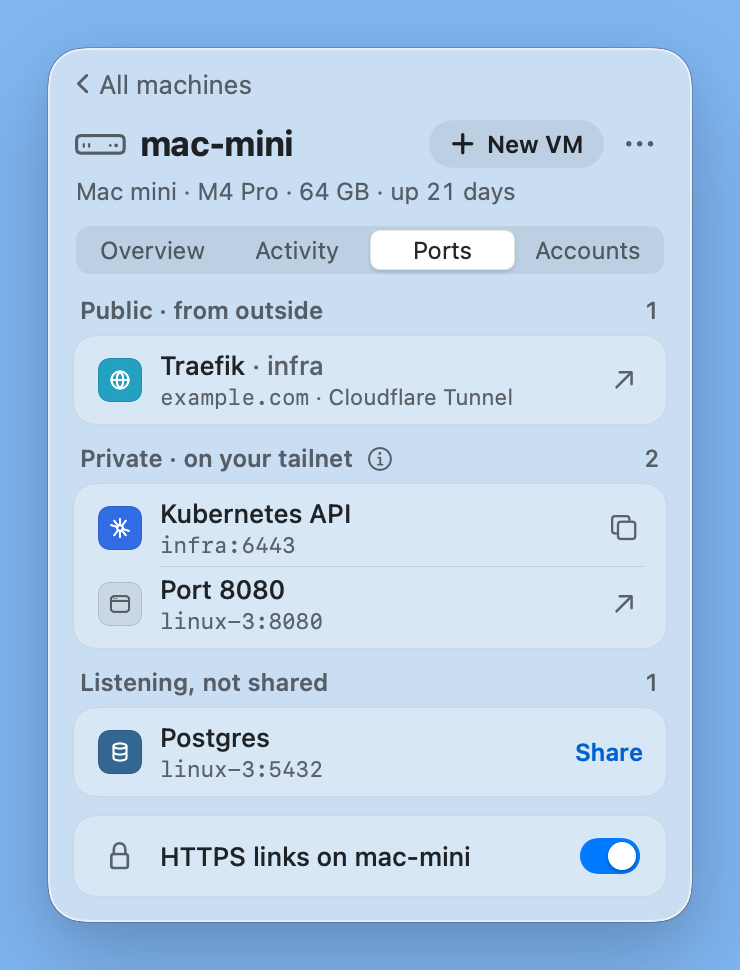 All machines
mac-mini
New VM
Mac mini · M4 Pro · 64 GB · up 21 days
Overview Activity Ports Accounts
Public · from outside 1
Traefik · infra
example.com · Cloudflare Tunnel
Private · on your tailnet 2
Kubernetes API
infra:6443
Port 8080
linux-3:8080
Listening, not shared 1
Postgres
linux-3:5432
Share
HTTPS links on mac-mini